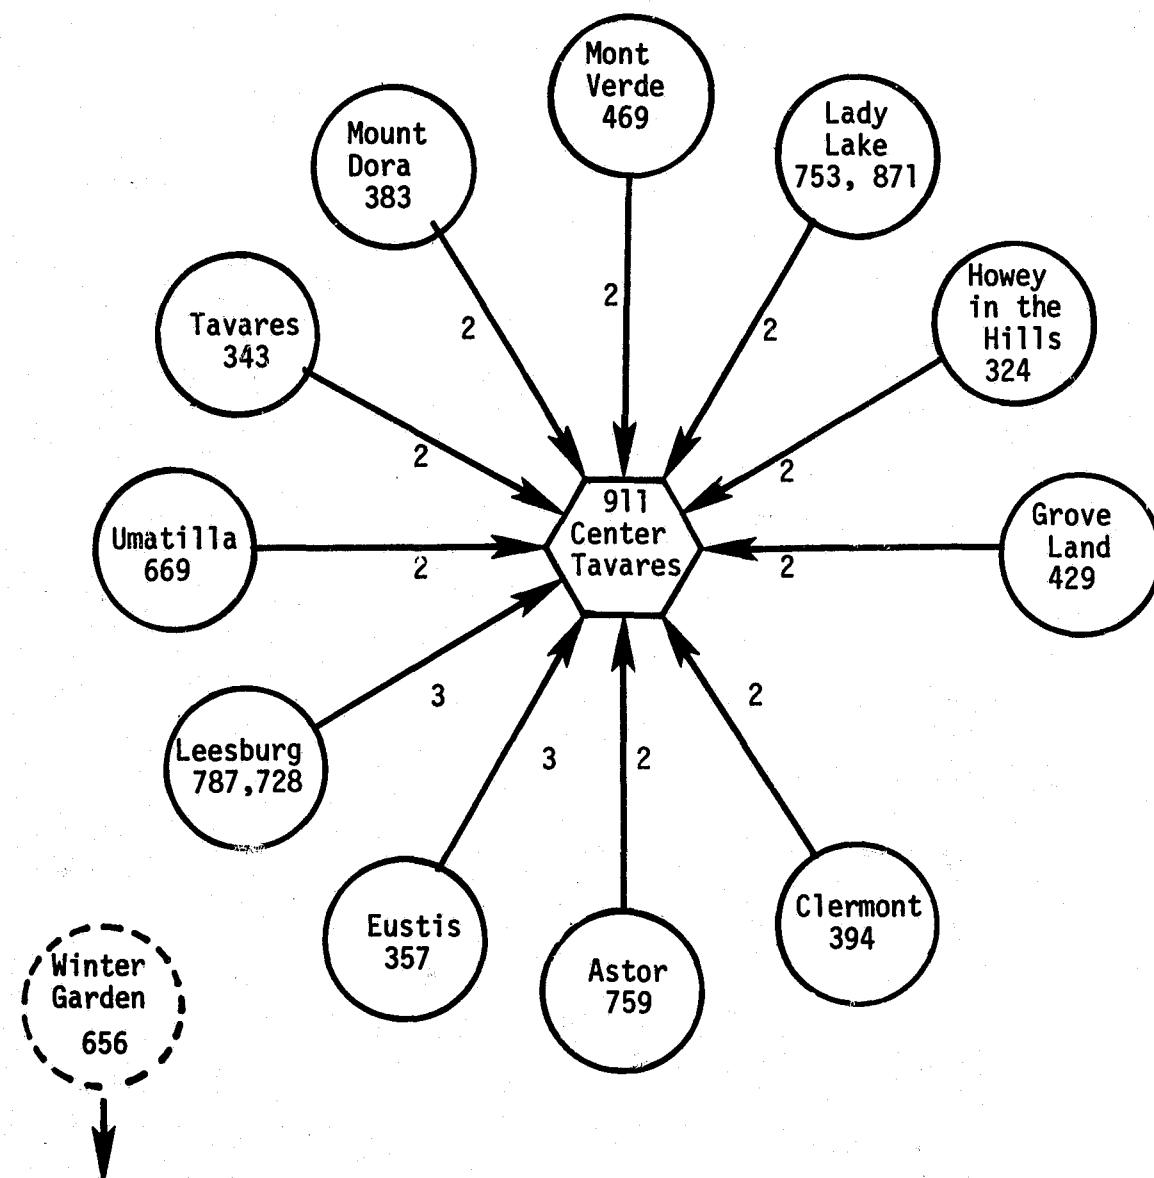 Mont
Verde
469
Lady
Lake
753, 871
Mount
Dora
383
Howey
in the
Hills
324
Tavares
343
2
2
2
2
2
911
Center
Tavares
Umatilla
669
2
2
Grove
Land
429
Leesburg
787,728
3
3
2
2
Eustis
357
Astor
759
Clermont
394
Winter
Garden
656